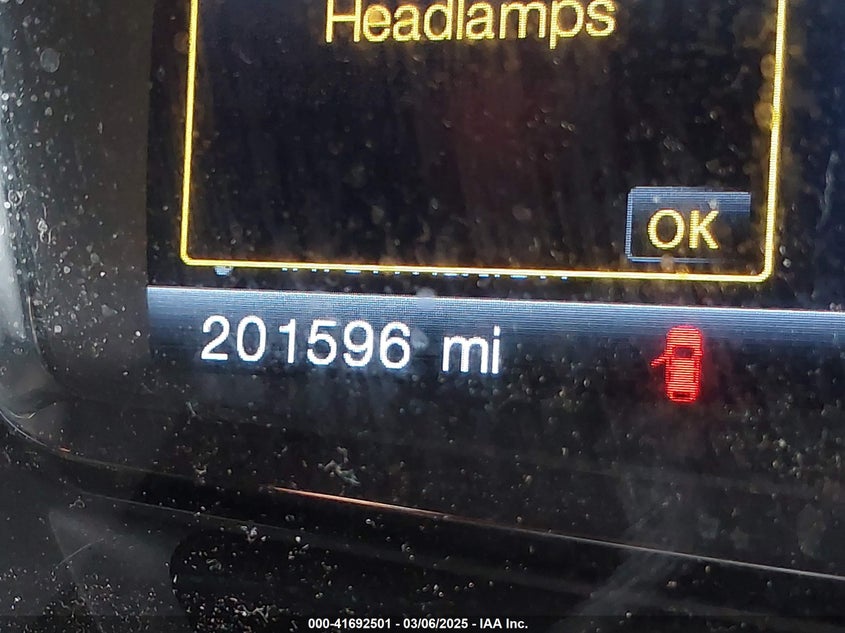 Headlamps
OK
201596 mi
000-41692501 - 03/06/2025 - IAA Inc.